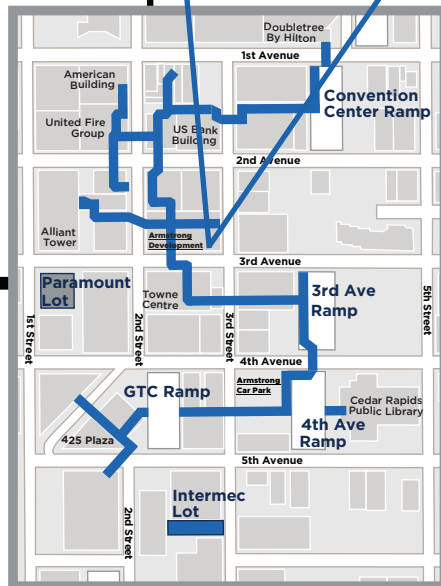 Doubletree
By Hilton
1st Avenue
American
Building
Convention
Center Ramp
United Fire
Group
US Bank
Building
2nd Avenue
Alliant
Tower
Armstrong
Development
3rd Avenue
Paramount
Lot
Towne
Centre
3rd Ave
Ramp
1st Street
2nd Street
3rd Street
5th Street
4th Avenue
GTC Ramp
Armstrong
Car Park
Cedar Rapids
Public Library
425 Plaza
4th Ave
Ramp
5th Avenue
Intermec
Lot
2nd Street